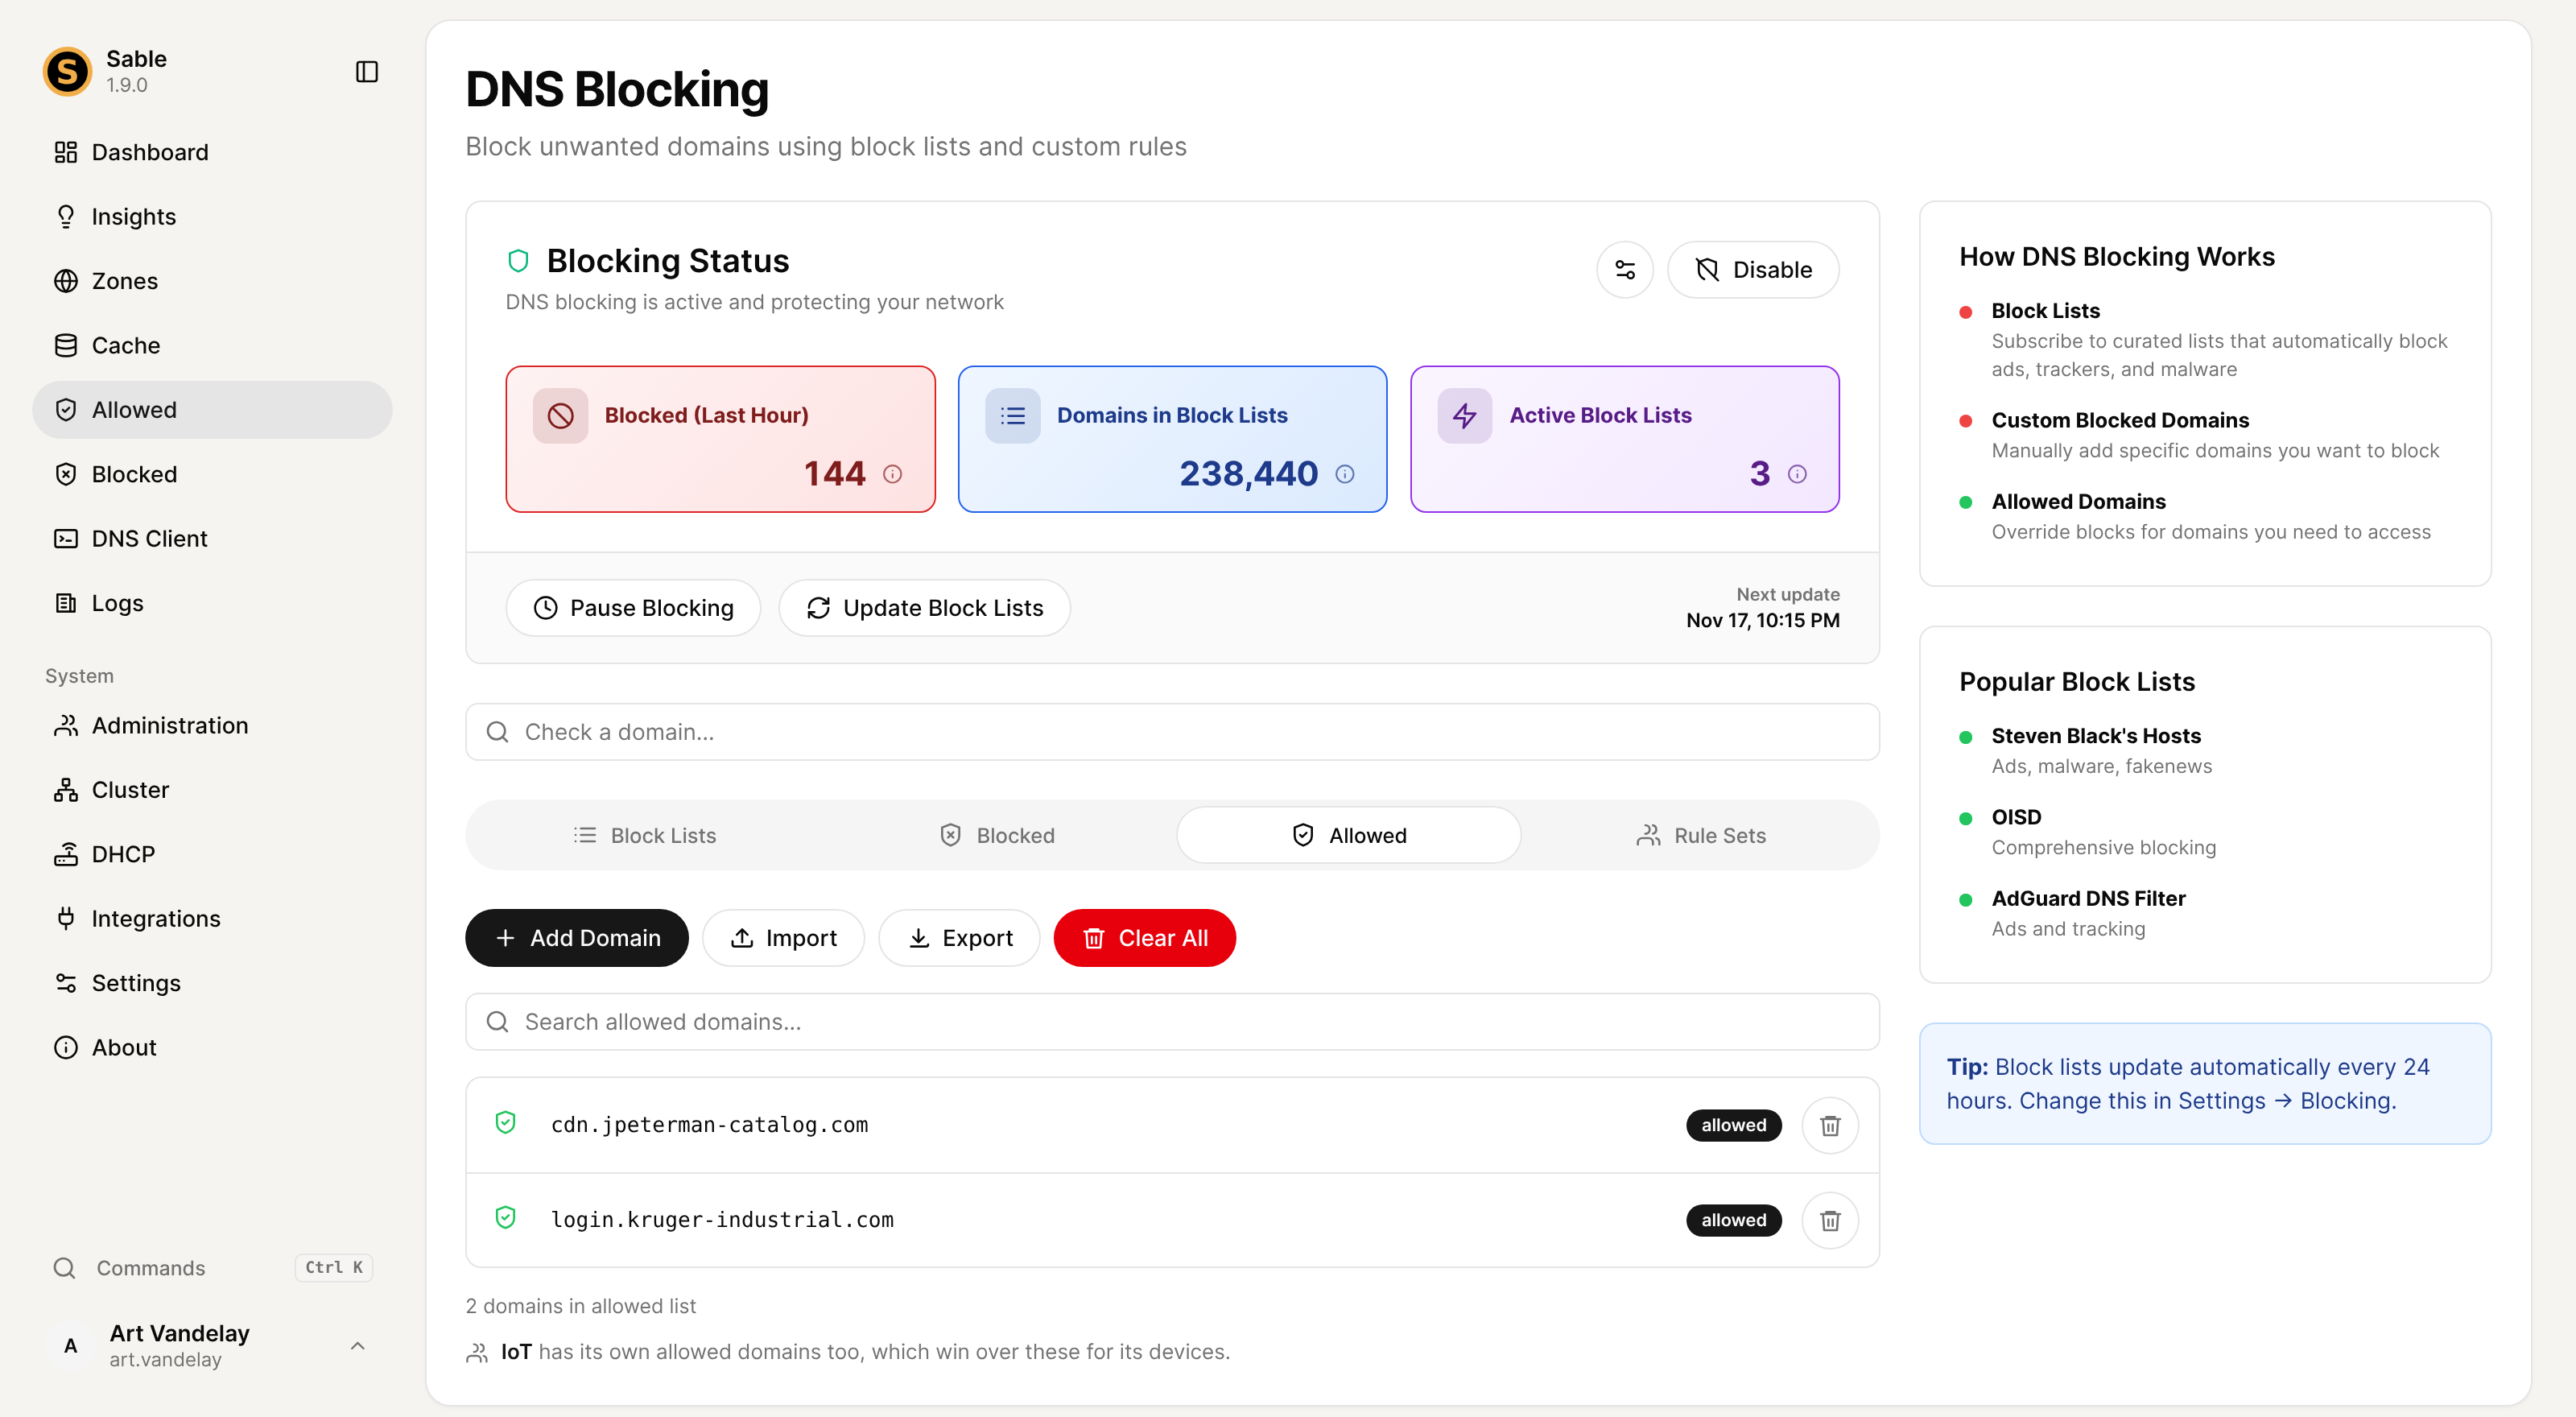 Sable
1.9.0
Dashboard
Insights
Zones
Cache
Allowed
Blocked
DNS Client
Logs
System
Administration
Cluster
DHCP
Integrations
Settings
About
Commands
Ctrl K
A
Art Vandelay
art.vandelay
DNS Blocking
Block unwanted domains using block lists and custom rules
Blocking Status
DNS blocking is active and protecting your network
Disable
Blocked (Last Hour)
144
Domains in Block Lists
238,440
Active Block Lists
3
Pause Blocking
Update Block Lists
Next update
Nov 17, 10:15 PM
Check a domain...
Block Lists
Blocked
Allowed
Rule Sets
Add Domain
Import
Export
Clear All
Search allowed domains...
cdn.jpeterman-catalog.com
allowed
login.kruger-industrial.com
allowed
2 domains in allowed list
IoT has its own allowed domains too, which win over these for its devices.
How DNS Blocking Works
Block Lists
Subscribe to curated lists that automatically block
ads, trackers, and malware
Custom Blocked Domains
Manually add specific domains you want to block
Allowed Domains
Override blocks for domains you need to access
Popular Block Lists
Steven Black's Hosts
Ads, malware, fakenews
OISD
Comprehensive blocking
AdGuard DNS Filter
Ads and tracking
Tip: Block lists update automatically every 24
hours. Change this in Settings → Blocking.